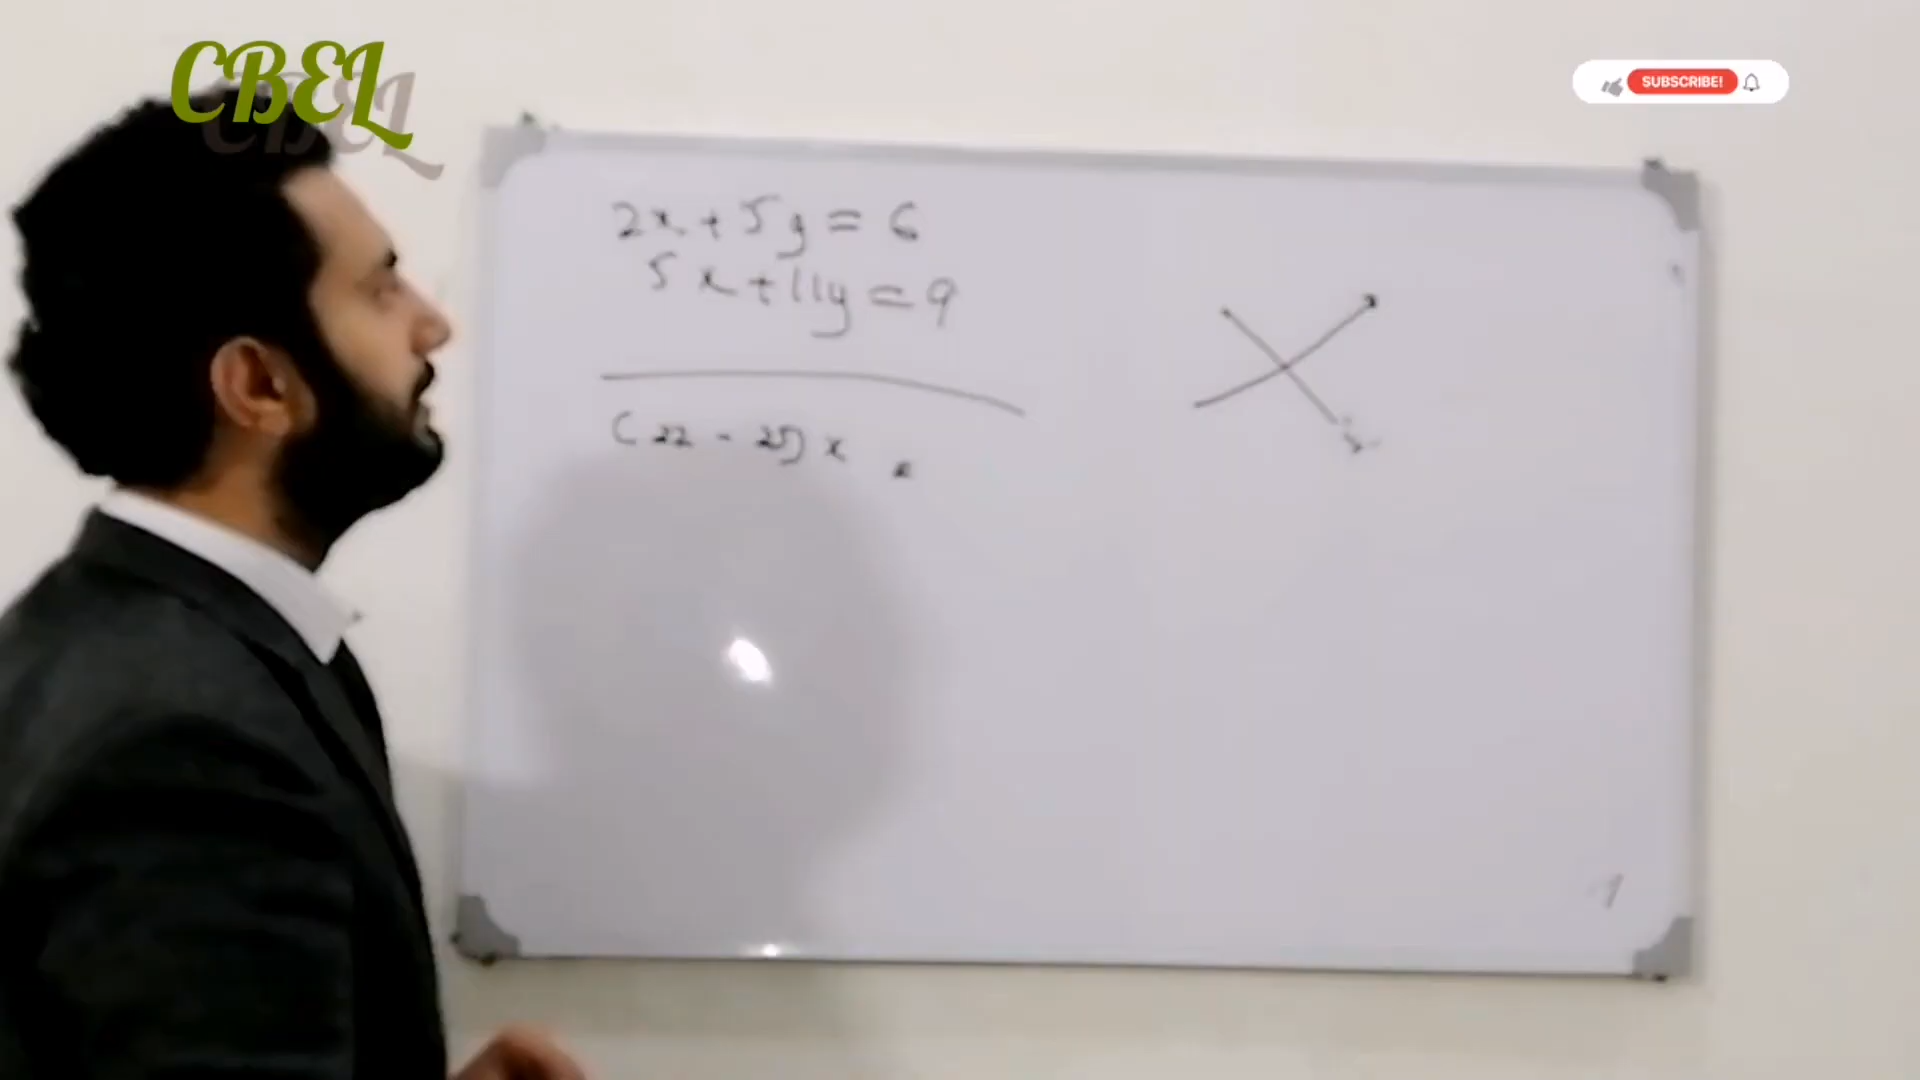 CBEL
SUBSCRIBE!
2x + 5y = 6
5x + 11y = 9
(22 - 25) x